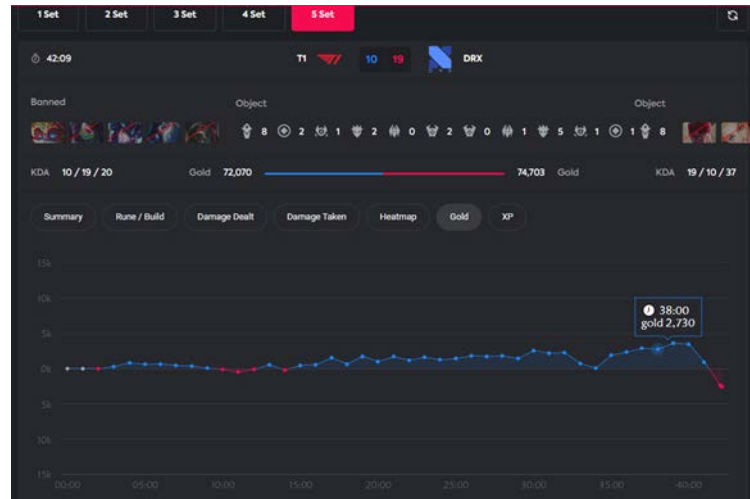 1 Set 2 Set 3 Set 4 Set 5 Set
42:09 T1 10 19 DRX
Banned Object Object
8 2 1 2 0 2 0 1 5 1 1 8
KDA 10 / 19 / 20 Gold 72,070 74,703 Gold KDA 19 / 10 / 37
Summary Rune / Build Damage Dealt Damage Taken Heatmap Gold XP
15k
10k
38:00
gold 2,730
5k
0k
5k
10k
15k
00:00 05:00 10:00 15:00 20:00 25:00 30:00 35:00 40:00